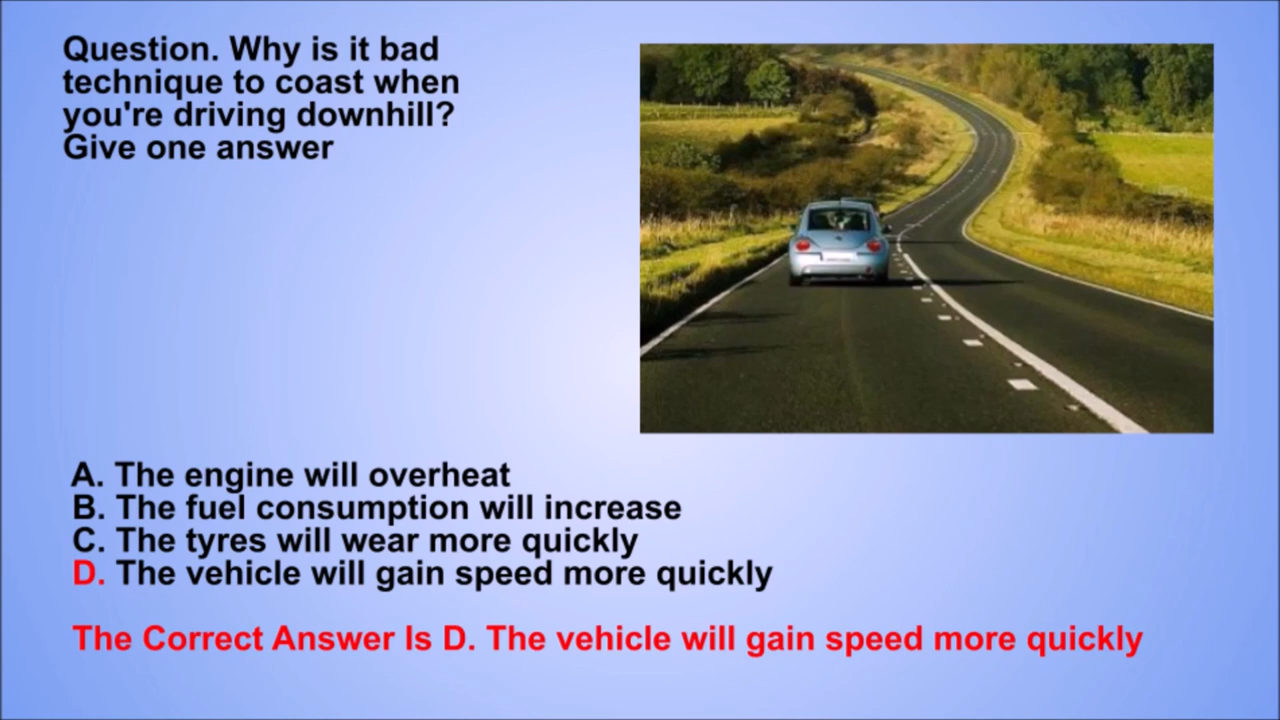 Question. Why is it bad
technique to coast when
you're driving downhill?
Give one answer
A. The engine will overheat
B. The fuel consumption will increase
C. The tyres will wear more quickly
D. The vehicle will gain speed more quickly
The Correct Answer Is D. The vehicle will gain speed more quickly